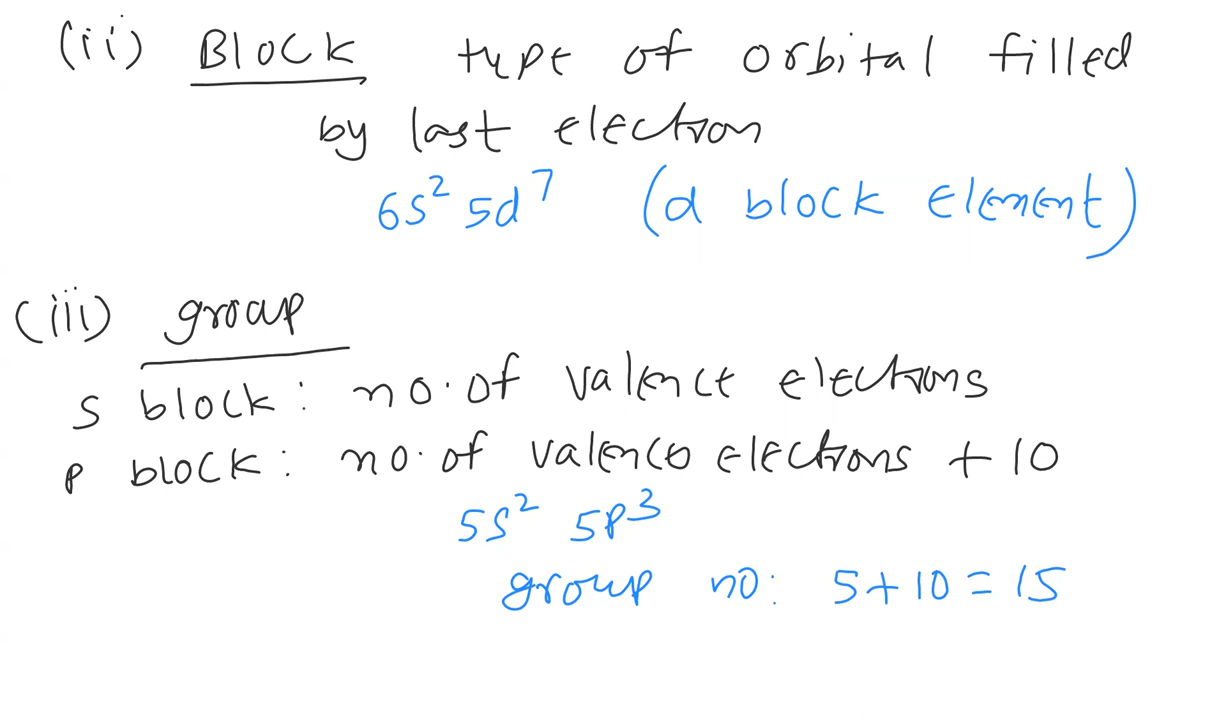 (ii) Block type of orbital filled
by last electron
6s² 5d⁷ (d block element)
(iii) group
s block: no. of valence electrons
p block: no. of valence electrons + 10
5s² 5p³
group no: 5+10=15